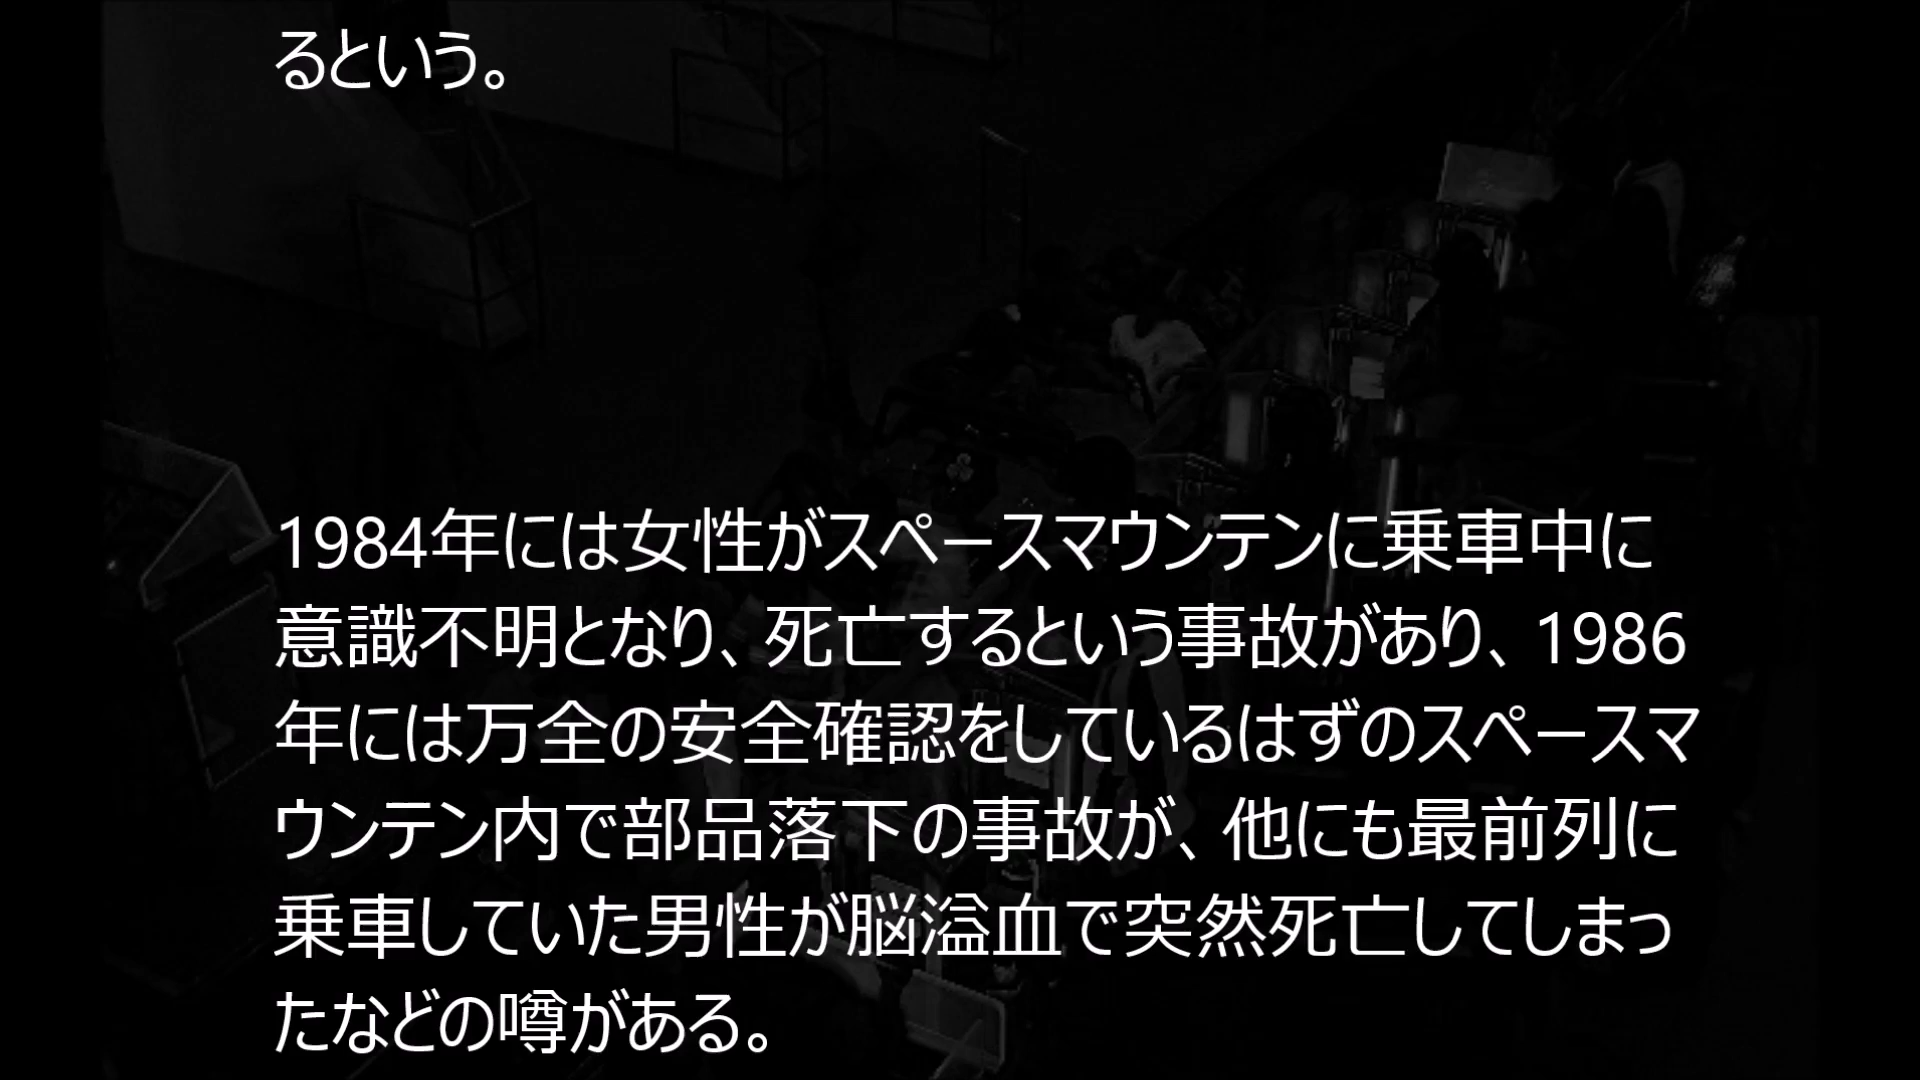 るという。
1984年には女性がスペースマウンテンに乗車中に
意識不明となり、死亡するという事故があり、1986
年には万全の安全確認をしているはずのスペースマ
ウンテン内で部品落下の事故が、他にも最前列に
乗車していた男性が脳溢血で突然死亡してしまっ
たなどの噂がある。